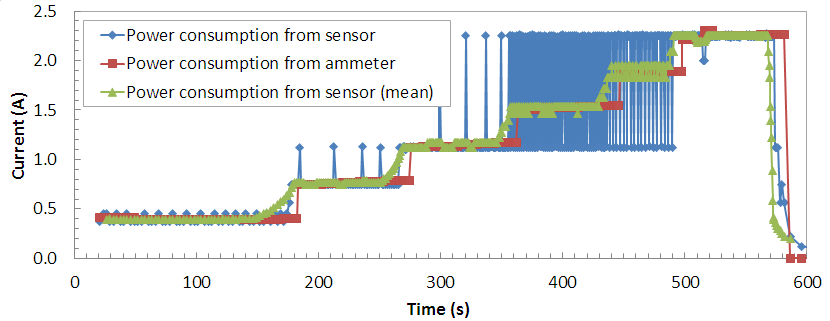 2.5
Power consumption from sensor
2.0
Power consumption from ammeter
Power consumption from sensor (mean)
1.5
Current (A)
1.0
0.5
0.0
0 100 200 300 400 500 600
Time (s)